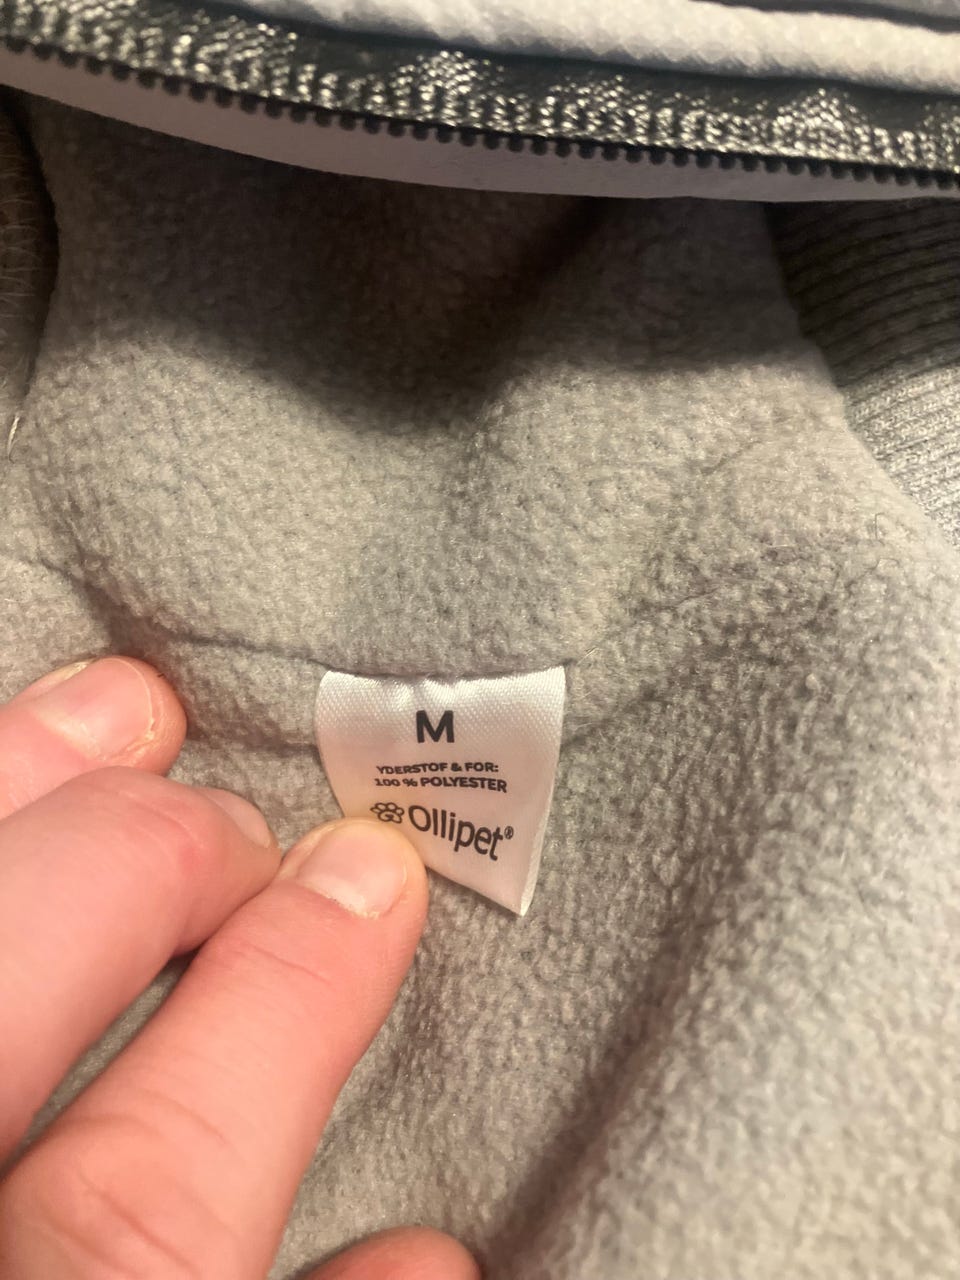 M
YDERSTOF & FOR:
100 % POLYESTER
Ollipet®